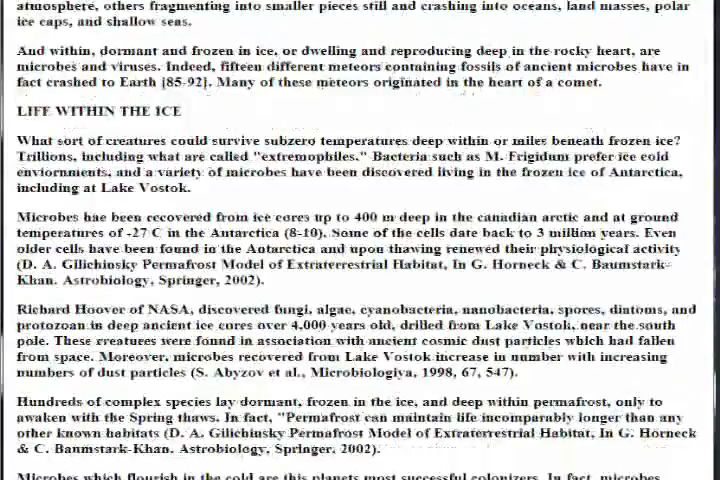 atmosphere, others fragmenting into smaller pieces still and crashing into oceans, land masses, polar
ice caps, and shallow seas.
And within, dormant and frozen in ice, or dwelling and reproducing deep in the rocky heart, are
microbes and viruses. Indeed, fifteen different meteors containing fossils of ancient microbes have in
fact crashed to Earth [85-92]. Many of these meteors originated in the heart of a comet.
LIFE WITHIN THE ICE
What sort of creatures could survive subzero temperatures deep within or miles beneath frozen ice?
Trillions, including what are called "extremophiles." Bacteria such as M. Frigidum prefer ice cold
enviornments, and a variety of microbes have been discovered living in the frozen ice of Antarctica,
including at Lake Vostok.
Microbes hae been recovered from ice cores up to 400 m deep in the canadian arctic and at ground
temperatures of -27 C in the Antarctica (8-10). Some of the cells date back to 3 million years. Even
older cells have been found in the Antarctica and upon thawing renewed their physiological activity
(D. A. Gilichinsky Permafrost Model of Extraterrestrial Habitat, In G. Horneck & C. Baumstark-
Khan. Astrobiology, Springer, 2002).
Richard Hoover of NASA, discovered fungi, algae, cyanobacteria, nanobacteria, spores, diatoms, and
protozoan in deep ancient ice cores over 4,000 years old, drilled from Lake Vostok, near the south
pole. These creatures were found in association with ancient cosmic dust particles which had fallen
from space. Moreover, microbes recovered from Lake Vostok increase in number with increasing
numbers of dust particles (S. Abyzov et al., Microbiologiya, 1998, 67, 547).
Hundreds of complex species lay dormant, frozen in the ice, and deep within permafrost, only to
awaken with the Spring thaws. In fact, "Permafrost can maintain life incomparably longer than any
other known habitats (D. A. Gilichinsky Permafrost Model of Extraterrestrial Habitat, In G. Horneck
& C. Baumstark-Khan. Astrobiology, Springer, 2002).
Microbes which flourish in the cold are this planets most successful colonizers. In fact, microbes